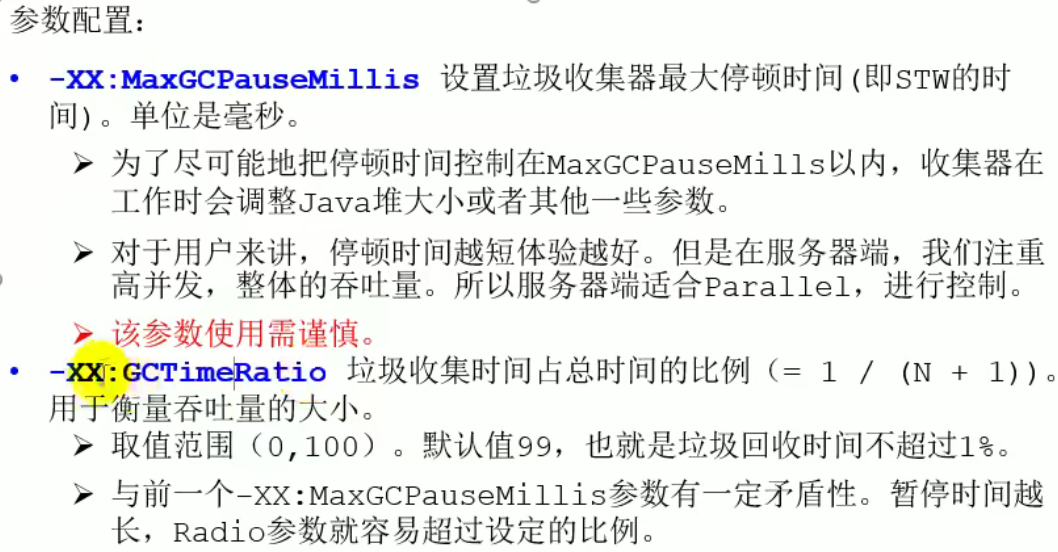 参数配置:
• -XX:MaxGCPauseMillis 设置垃圾收集器最大停顿时间(即STW的时
间)。单位是毫秒。
➢ 为了尽可能地把停顿时间控制在MaxGCPauseMills以内，收集器在
工作时会调整Java堆大小或者其他一些参数。
➢ 对于用户来讲，停顿时间越短体验越好。但是在服务器端，我们注重
高并发，整体的吞吐量。所以服务器端适合Parallel，进行控制。
➢ 该参数使用需谨慎。
• -XX:GCTimeRatio 垃圾收集时间占总时间的比例（= 1 / (N + 1)）。
用于衡量吞吐量的大小。
➢ 取值范围（0,100）。默认值99，也就是垃圾回收时间不超过1%。
➢ 与前一个-XX:MaxGCPauseMillis参数有一定矛盾性。暂停时间越
长，Radio参数就容易超过设定的比例。